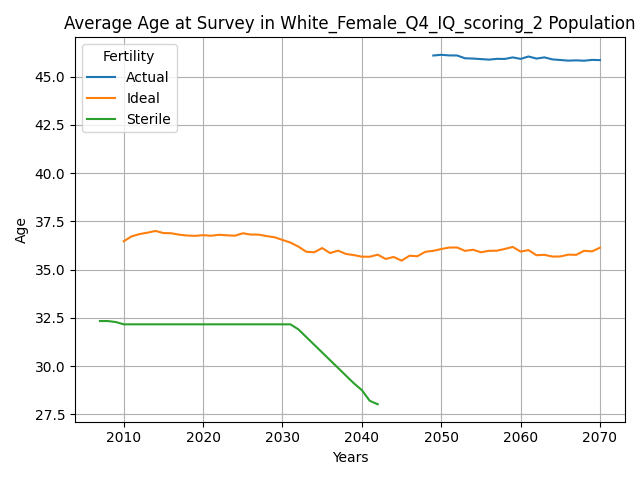 Average Age at Survey in White_Female_Q4_IQ_scoring_2 Population
Fertility
Actual
Ideal
Sterile
45.0
42.5
40.0
37.5
35.0
32.5
30.0
27.5
Age
2010 2020 2030 2040 2050 2060 2070
Years